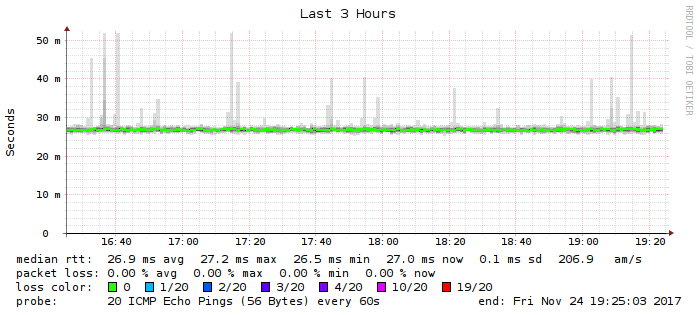 Last 3 Hours
RRDTOOL / TOBI OETIKER
Seconds
50 m
40 m
30 m
20 m
10 m
0
16:40 17:00 17:20 17:40 18:00 18:20 18:40 19:00 19:20
median rtt: 26.9 ms avg 27.2 ms max 26.5 ms min 27.0 ms now 0.1 ms sd 206.9 am/s
packet loss: 0.00 % avg 0.00 % max 0.00 % min 0.00 % now
loss color: 0 1/20 2/20 3/20 4/20 10/20 19/20
probe: 20 ICMP Echo Pings (56 Bytes) every 60s end: Fri Nov 24 19:25:03 2017